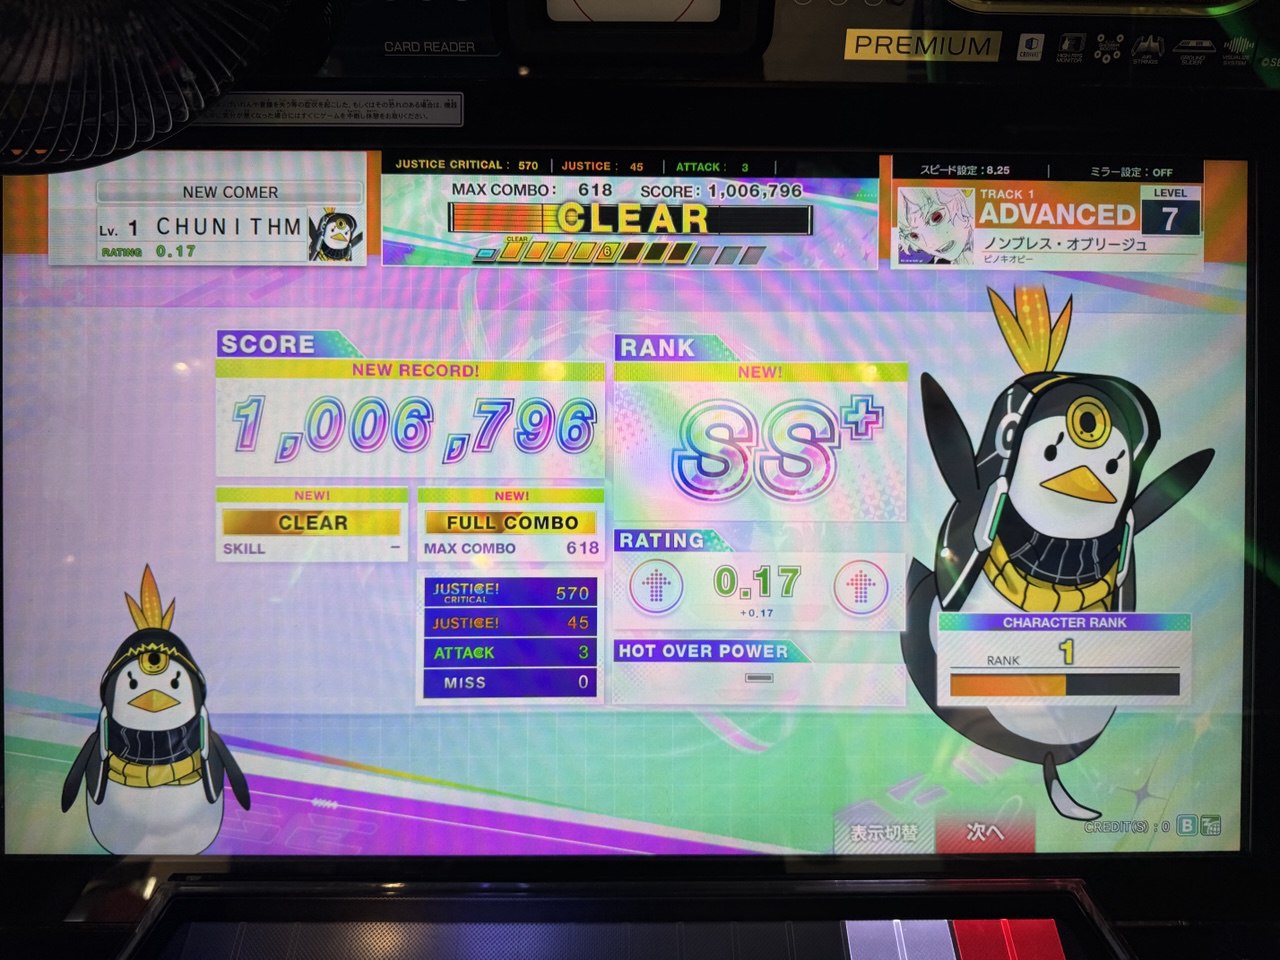 CARD READER
PREMIUM
NEW COMER
Lv. 1 CHUNITHM
RATING 0.17
JUSTICE CRITICAL : 570 | JUSTICE : 45 | ATTACK : 3 |
MAX COMBO : 618 SCORE : 1,006,796
CLEAR
CLEAR
6
スピード設定 : 8.25 | ミラー設定 : OFF
TRACK 1
ADVANCED
LEVEL
7
ノンブレス・オブリージュ
ピノキオピー
SCORE
NEW RECORD!
1,006,796
NEW!
CLEAR
SKILL –
NEW!
FULL COMBO
MAX COMBO 618
JUSTICE! CRITICAL 570
JUSTICE! 45
ATTACK 3
MISS 0
RANK
NEW!
SS+
RATING
0.17
+0.17
HOT OVER POWER
CHARACTER RANK
RANK 1
表示切替
次へ
CREDIT(S) : 0 B